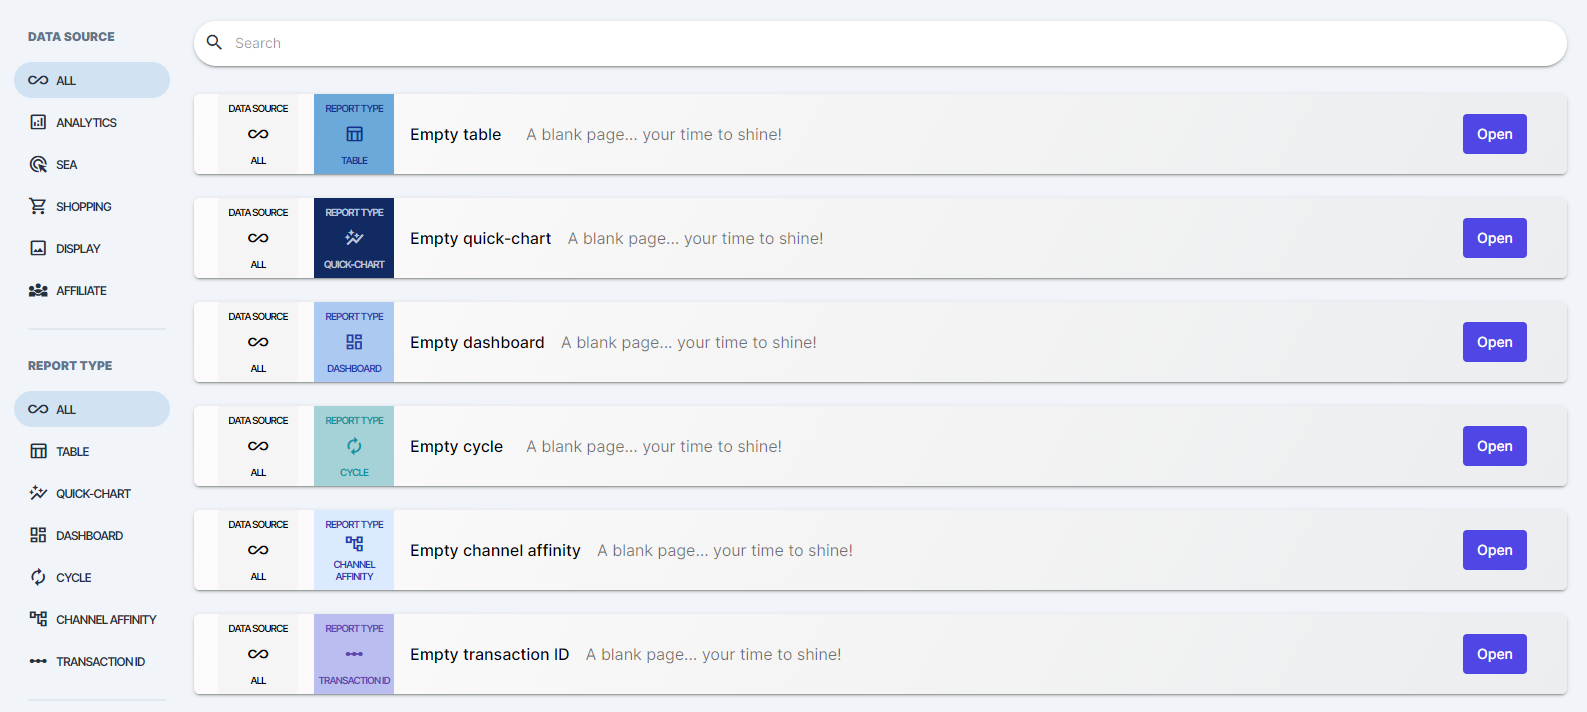 DATA SOURCE
ALL
ANALYTICS
SEA
SHOPPING
DISPLAY
AFFILIATE
REPORT TYPE
ALL
TABLE
QUICK-CHART
DASHBOARD
CYCLE
CHANNEL AFFINITY
TRANSACTION ID
Search
DATA SOURCE
ALL
REPORT TYPE
TABLE
Empty table A blank page... your time to shine!
Open
DATA SOURCE
ALL
REPORT TYPE
QUICK-CHART
Empty quick-chart A blank page... your time to shine!
Open
DATA SOURCE
ALL
REPORT TYPE
DASHBOARD
Empty dashboard A blank page... your time to shine!
Open
DATA SOURCE
ALL
REPORT TYPE
CYCLE
Empty cycle A blank page... your time to shine!
Open
DATA SOURCE
ALL
REPORT TYPE
CHANNEL
AFFINITY
Empty channel affinity A blank page... your time to shine!
Open
DATA SOURCE
ALL
REPORT TYPE
TRANSACTION ID
Empty transaction ID A blank page... your time to shine!
Open